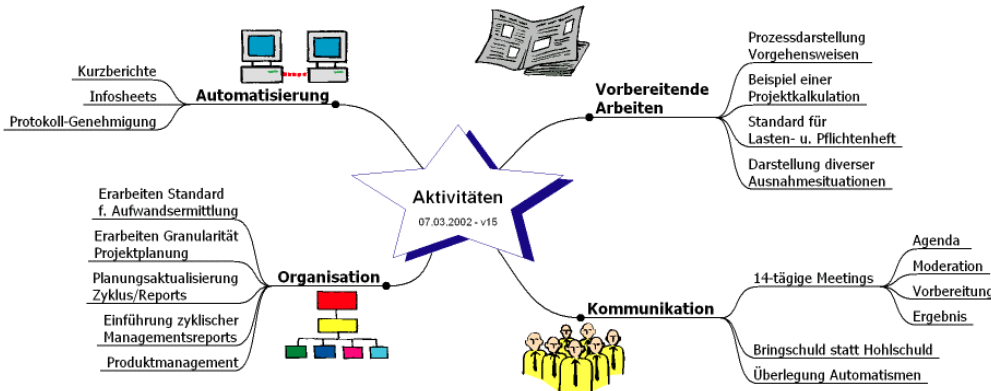 Aktivitäten
07.03.2002 - v15
Automatisierung
Kurzberichte
Infosheets
Protokoll-Genehmigung
Vorbereitende
Arbeiten
Prozessdarstellung
Vorgehensweisen
Beispiel einer
Projektkalkulation
Standard für
Lasten- u. Pflichtenheft
Darstellung diverser
Ausnahmesituationen
Organisation
Erarbeiten Standard
f. Aufwandsermittlung
Erarbeiten Granularität
Projektplanung
Planungsaktualisierung
Zyklus/Reports
Einführung zyklischer
Managementsreports
Produktmanagement
Kommunikation
14-tägige Meetings
Agenda
Moderation
Vorbereitung
Ergebnis
Bringschuld statt Hohlschuld
Überlegung Automatismen